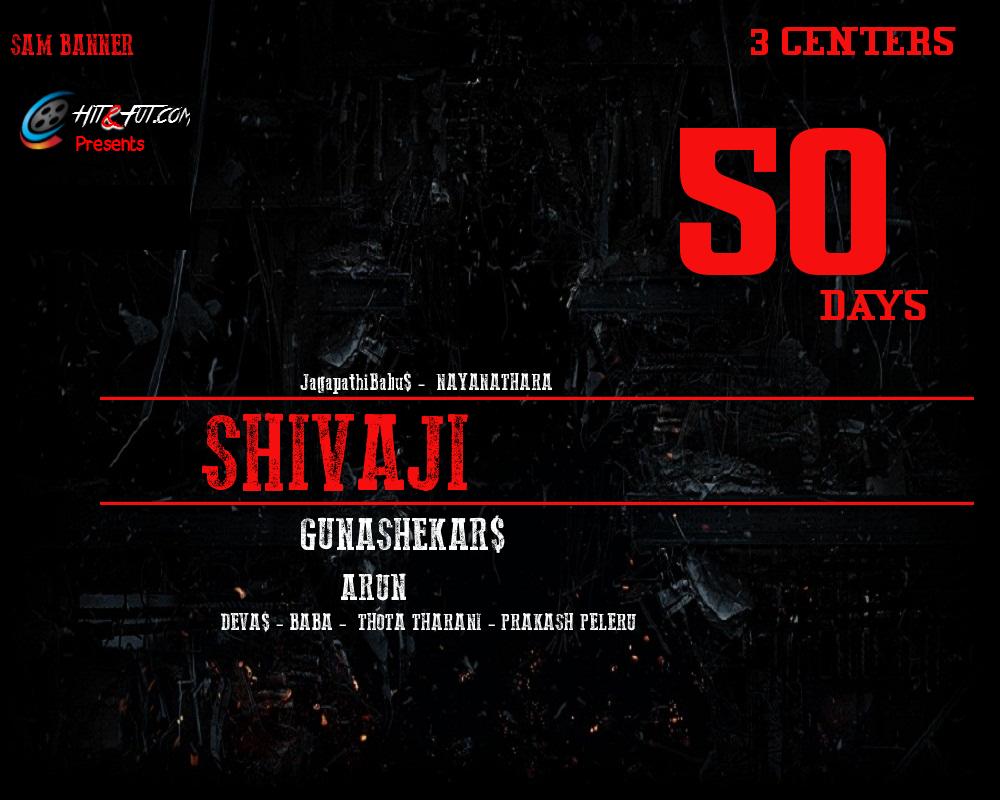 SAM BANNER
3 CENTERS
HIT&FUT.COM
Presents
50
DAYS
JagapathiBabu$ - NAYANATHARA
SHIVAJI
GUNASHEKAR$
ARUN
DEVA$ - BABA - THOTA THARANI - PRAKASH PELERU